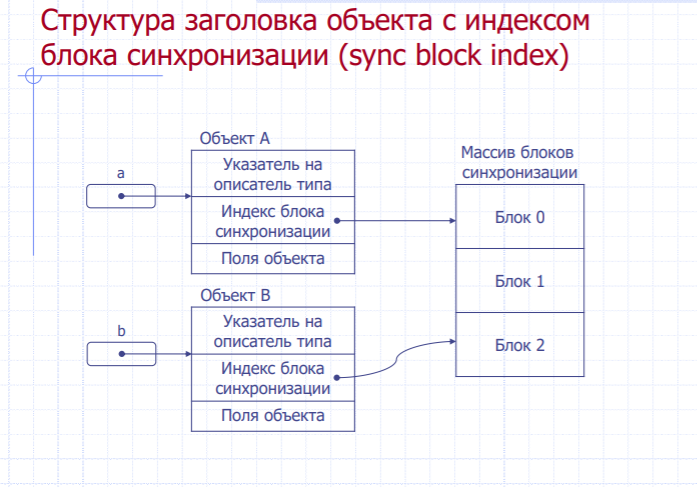 Структура заголовка объекта с индексом
блока синхронизации (sync block index)
Объект A
a
Указатель на
описатель типа
Индекс блока
синхронизации
Поля объекта
Массив блоков
синхронизации
Блок 0
Блок 1
Блок 2
Объект B
b
Указатель на
описатель типа
Индекс блока
синхронизации
Поля объекта